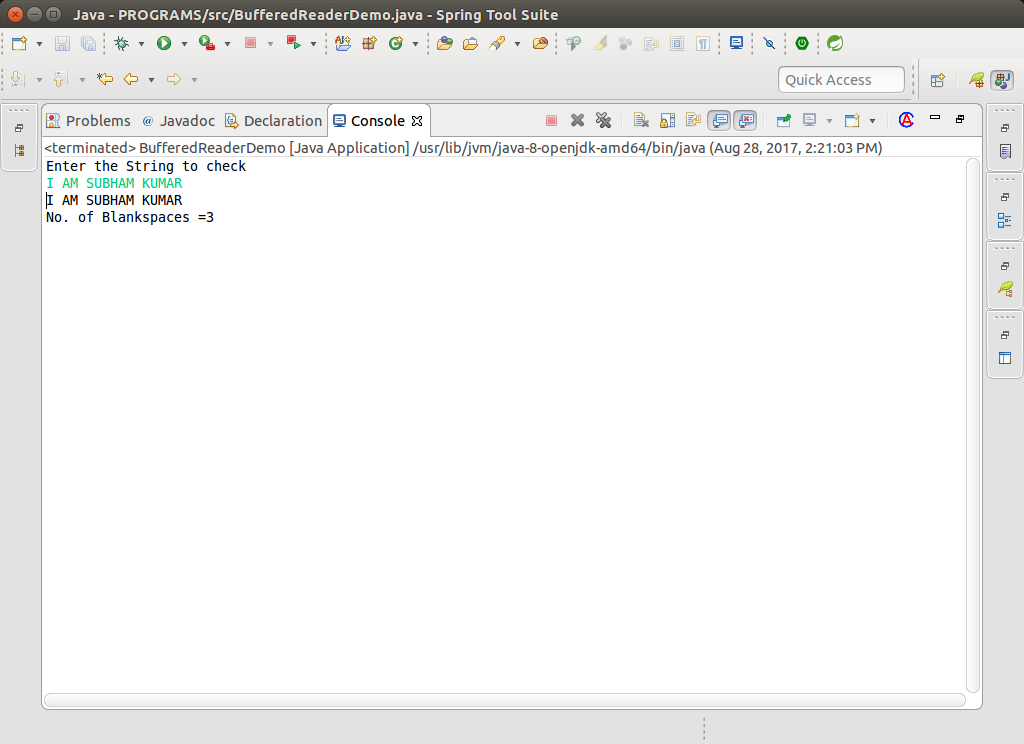 Java - PROGRAMS/src/BufferedReaderDemo.java - Spring Tool Suite
Quick Access
Problems @ Javadoc Declaration Console
<terminated> BufferedReaderDemo [Java Application] /usr/lib/jvm/java-8-openjdk-amd64/bin/java (Aug 28, 2017, 2:21:03 PM)
Enter the String to check
I AM SUBHAM KUMAR
I AM SUBHAM KUMAR
No. of Blankspaces =3